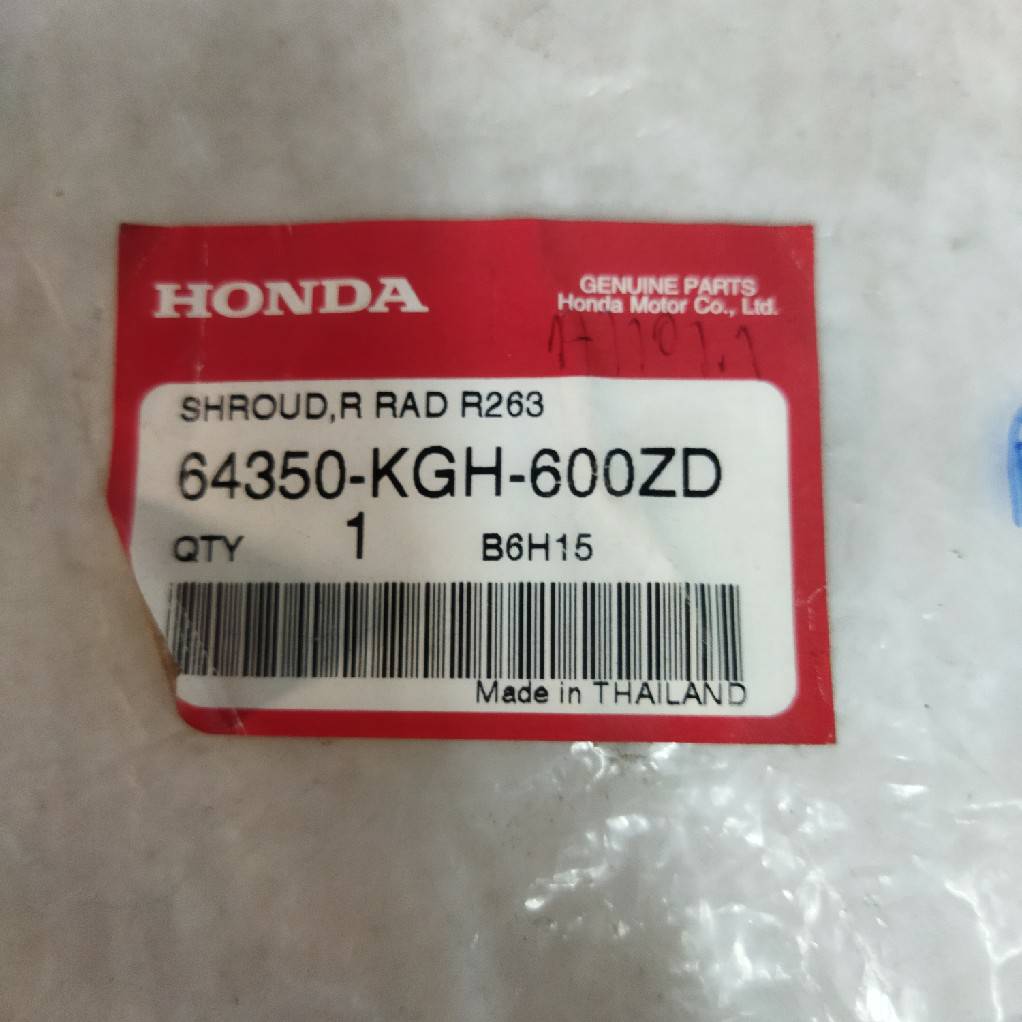 HONDA
GENUINE PARTS
Honda Motor Co., Ltd.
SHROUD,R RAD R263
64350-KGH-600ZD
QTY 1 B6H15
Made in THAILAND